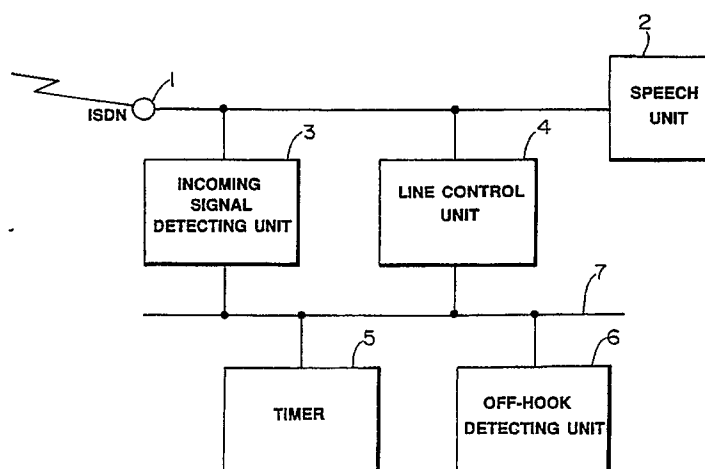 1
ISDN
2
SPEECH
UNIT
3
INCOMING
SIGNAL
DETECTING UNIT
4
LINE CONTROL
UNIT
7
5
TIMER
6
OFF-HOOK
DETECTING UNIT